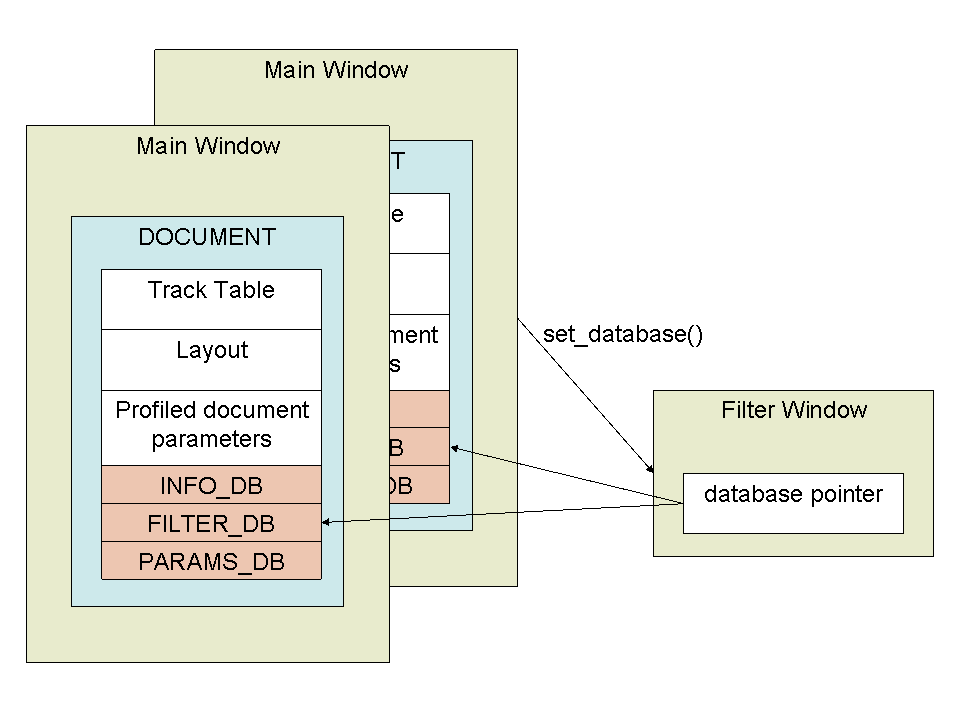 Main Window
Main Window
DOCUMENT
Track Table
Layout
Profiled document
parameters
INFO_DB
FILTER_DB
PARAMS_DB
T
e
ment
s
B
DB
set_database()
Filter Window
database pointer